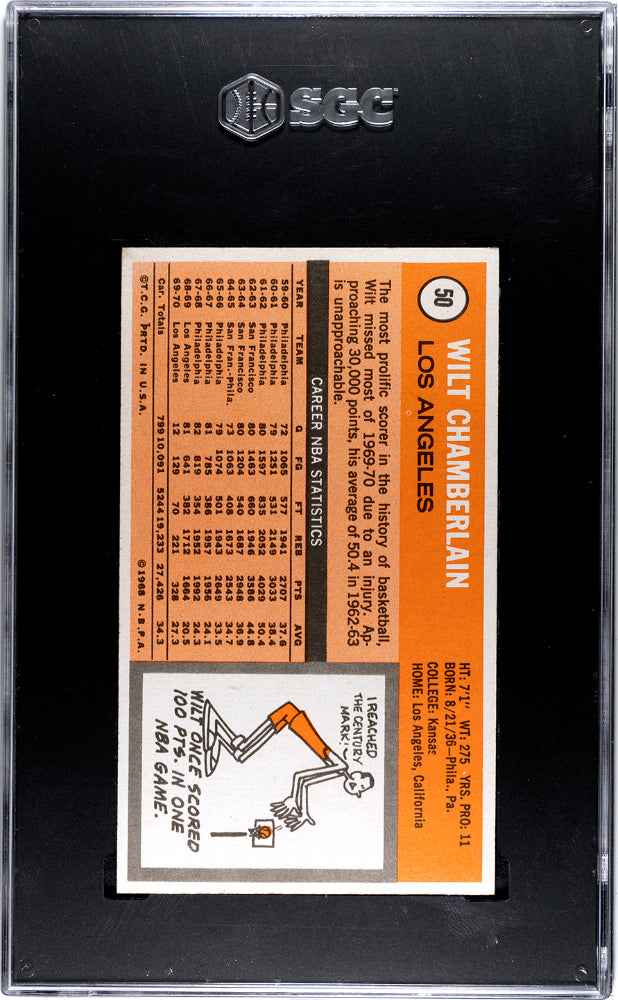 SGC
50
WILT CHAMBERLAIN
LOS ANGELES
HT: 7'1" WT: 275 YRS. PRO: 11
BORN: 8/21/36—Phila., Pa.
COLLEGE: Kansas
HOME: Los Angeles, California
The most prolific scorer in the history of basketball,
Wilt missed most of 1969-70 due to an injury. Ap-
proaching 30,000 points, his average of 50.4 in 1962-63
is unapproachable.
CAREER NBA STATISTICS
YEAR TEAM G FG FT REB PTS AVG
59-60 Philadelphia 72 1065 577 1941 2707 37.6
60-61 Philadelphia 79 1251 531 2149 3033 38.4
61-62 Philadelphia 80 1597 835 2052 4029 50.4
62-63 San Francisco 80 1463 660 1946 3586 44.8
63-64 San Francisco 80 1204 540 1687 2948 36.9
64-65 San Fran.-Phila. 73 1063 408 1673 2543 34.7
65-66 Philadelphia 79 1074 501 1943 2649 33.5
66-67 Philadelphia 81 785 386 1957 1956 24.1
67-68 Philadelphia 82 819 354 1952 1992 24.3
68-69 Los Angeles 81 641 382 1712 1664 20.5
69-70 Los Angeles 12 129 70 221 328 27.3
Car. Totals 799 10,091 5244 19,233 27,426 34.3
©T.C.G. PRTD. IN U.S.A. ©1968 N.B.P.A.
I REACHED
THE CENTURY
MARK!
WILT ONCE SCORED
100 PTS. IN ONE
NBA GAME.